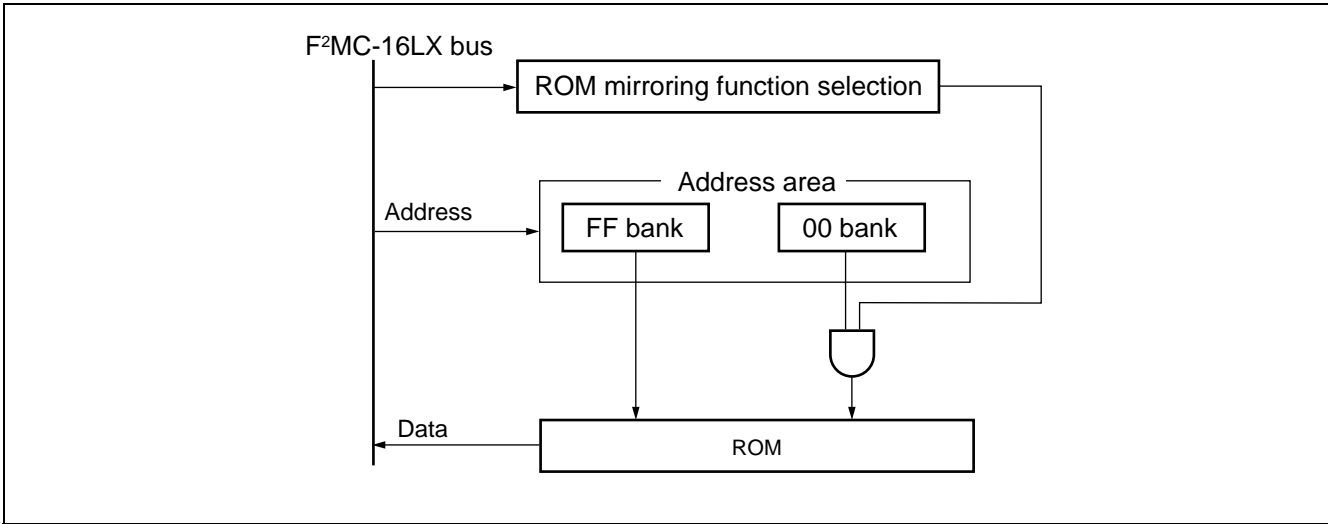 F²MC-16LX bus
ROM mirroring function selection
Address area
Address
FF bank
00 bank
Data
ROM